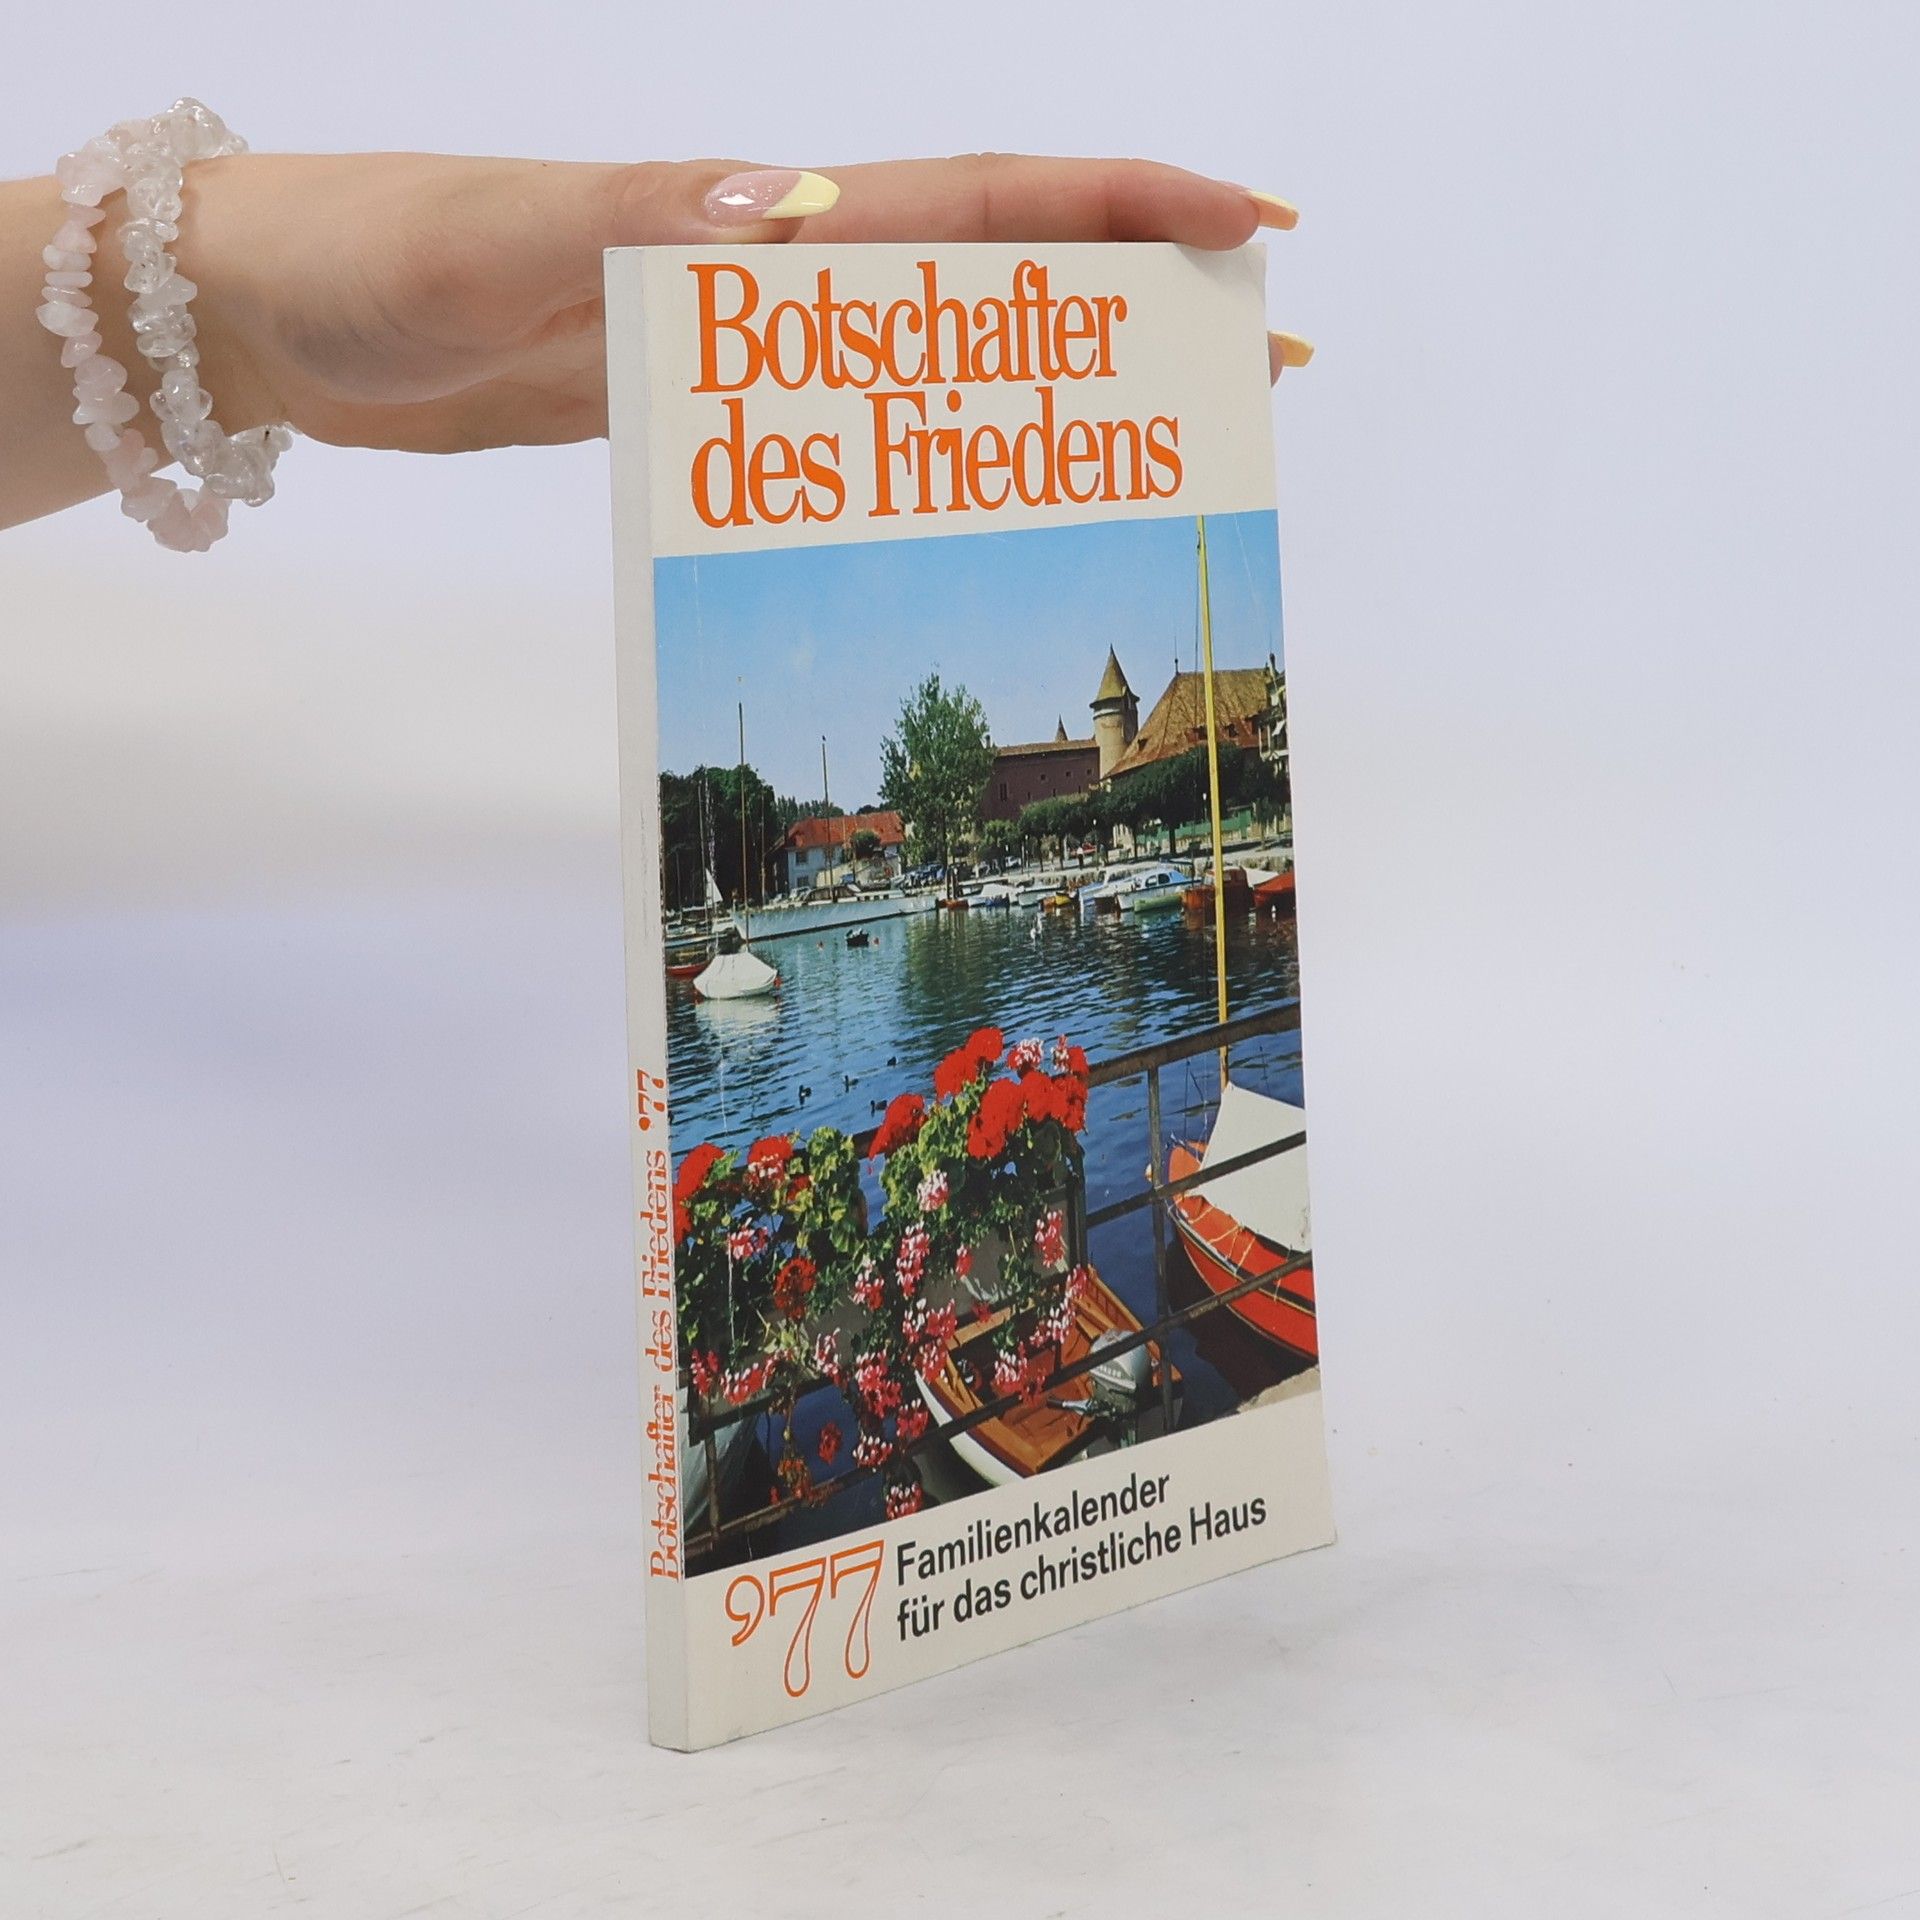 Botschafter
des Friedens
Botschafter des Friedens '77
'77
Familienkalender
für das christliche Haus